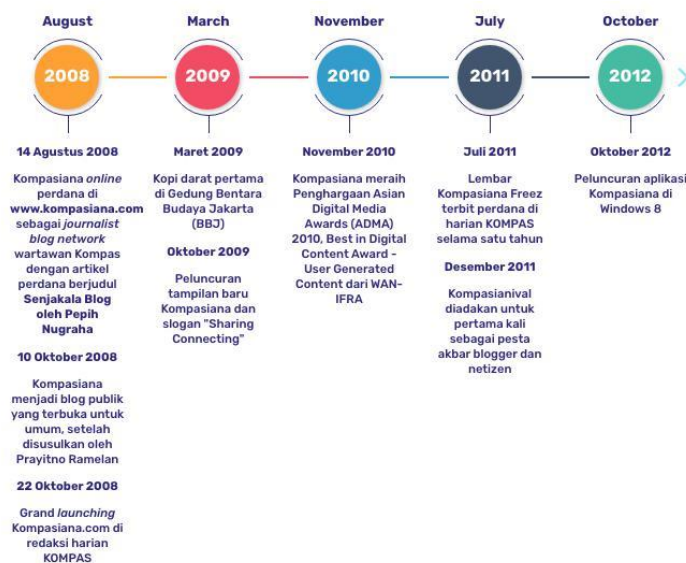 August
2008
14 Agustus 2008
Kompasiana online
perdana di
www.kompasiana.com
sebagai journalist
blog network
wartawan Kompas
dengan artikel
perdana berjudul
Senjakala Blog
oleh Pepih
Nugraha
10 Oktober 2008
Kompasiana
menjadi blog publik
yang terbuka untuk
umum, setelah
disusulkan oleh
Prayitno Ramelan
22 Oktober 2008
Grand launching
Kompasiana.com di
redaksi harian
KOMPAS
March
2009
Maret 2009
Kopi darat pertama
di Gedung Bentara
Budaya Jakarta
(BBJ)
Oktober 2009
Peluncuran
tampilan baru
Kompasiana dan
slogan "Sharing
Connecting"
November
2010
November 2010
Kompasiana meraih
Penghargaan Asian
Digital Media
Awards (ADMA)
2010, Best in Digital
Content Award -
User Generated
Content dari WAN-
IFRA
July
2011
Juli 2011
Lembar
Kompasiana Freez
terbit perdana di
harian KOMPAS
selama satu tahun
Desember 2011
Kompasianival
diadakan untuk
pertama kali
sebagai pesta
akbar blogger dan
netizen
October
2012
Oktober 2012
Peluncuran aplikasi
Kompasiana di
Windows 8